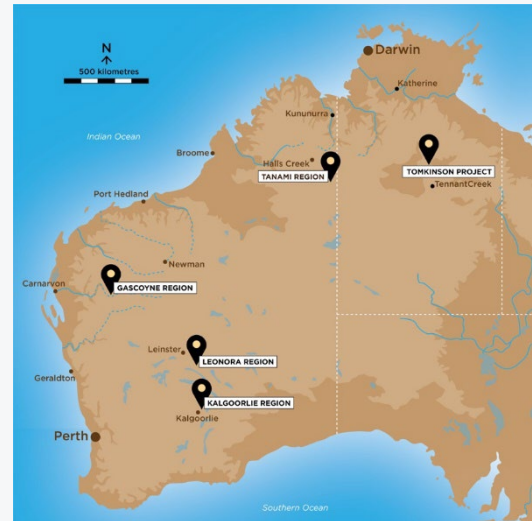 N
500 kilometres
Darwin
Katherine
Kununurra
Indian Ocean
Broome
Halls Creek
TANAMI REGION
TOMKINSON PROJECT
TennantCreek
Port Hedland
Newman
Carnarvon
GASCOYNE REGION
Leinster
LEONORA REGION
Geraldton
KALGOORLIE REGION
Kalgoorlie
Perth
Southern Ocean